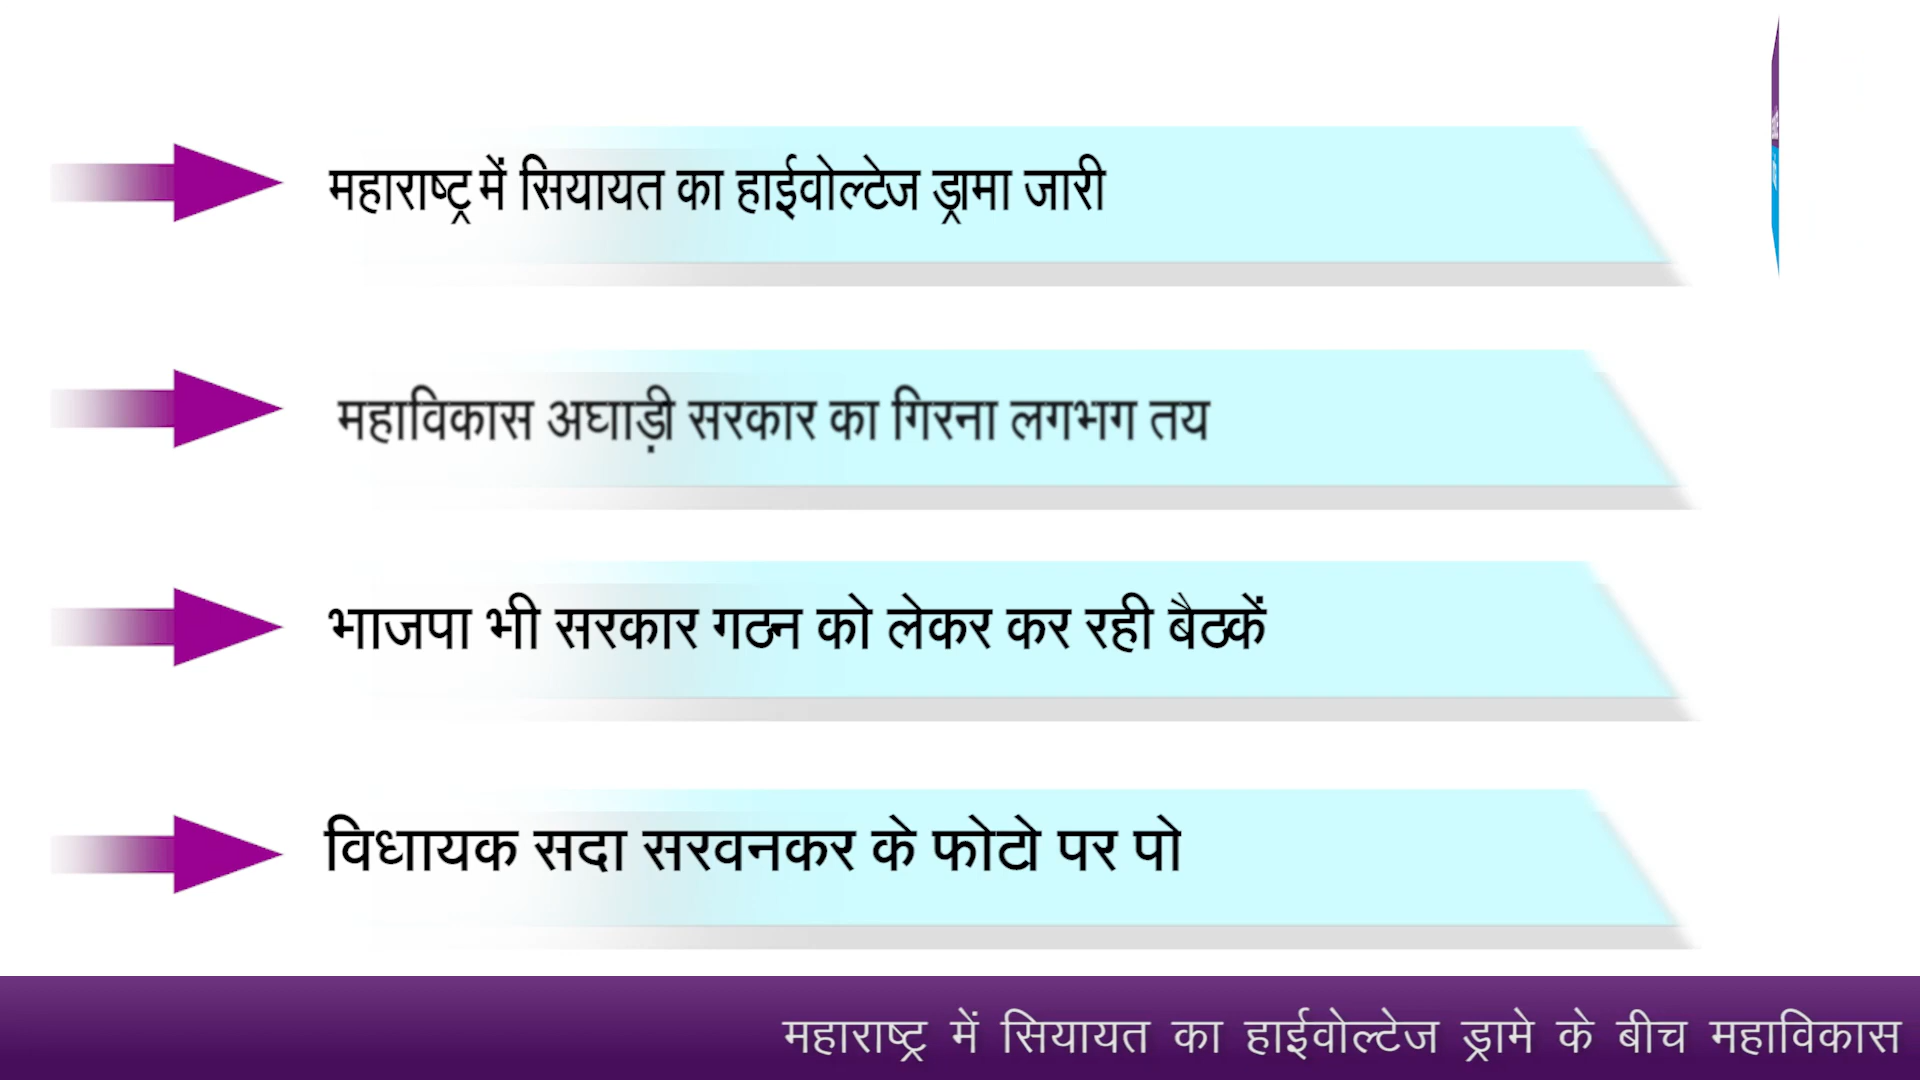 महाराष्ट्र में सियायत का हाईवोल्टेज ड्रामा जारी
महाविकास अघाड़ी सरकार का गिरना लगभग तय
भाजपा भी सरकार गठन को लेकर कर रही बैठकें
विधायक सदा सरवनकर के फोटो पर पो
महाराष्ट्र में सियायत का हाईवोल्टेज ड्रामे के बीच महाविकास